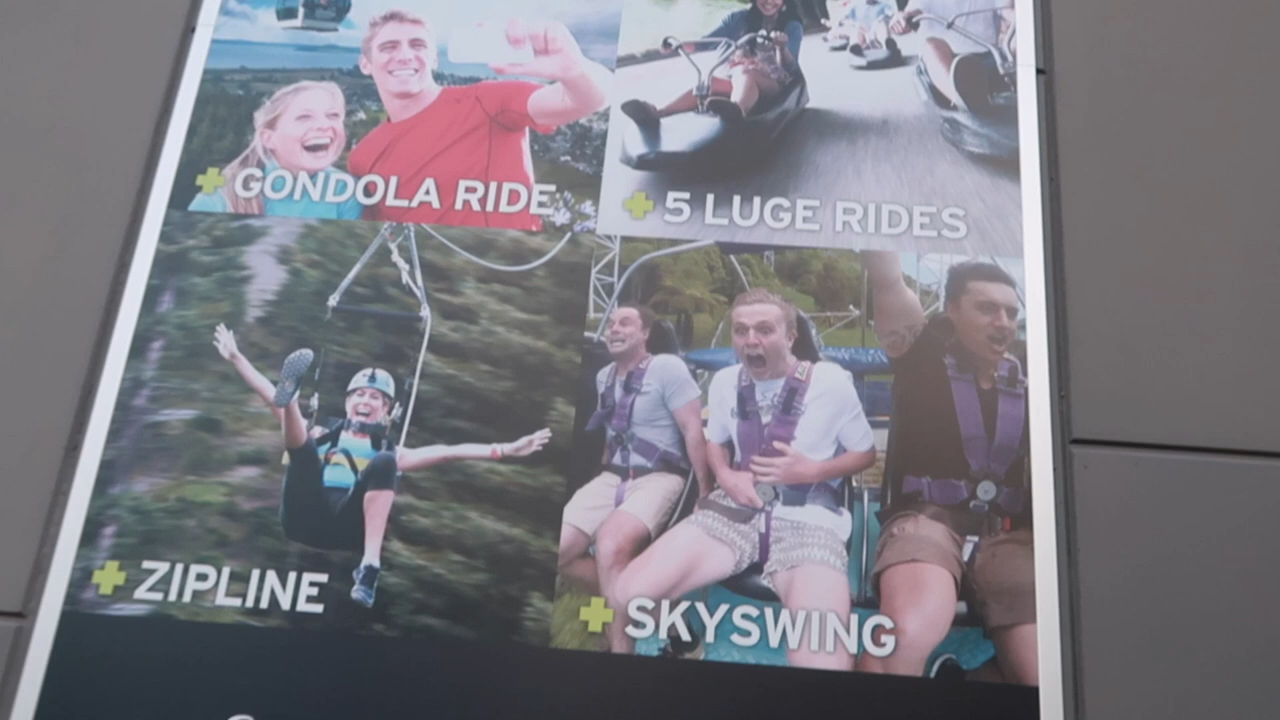 + GONDOLA RIDE
+ 5 LUGE RIDES
+ ZIPLINE
+ SKYSWING